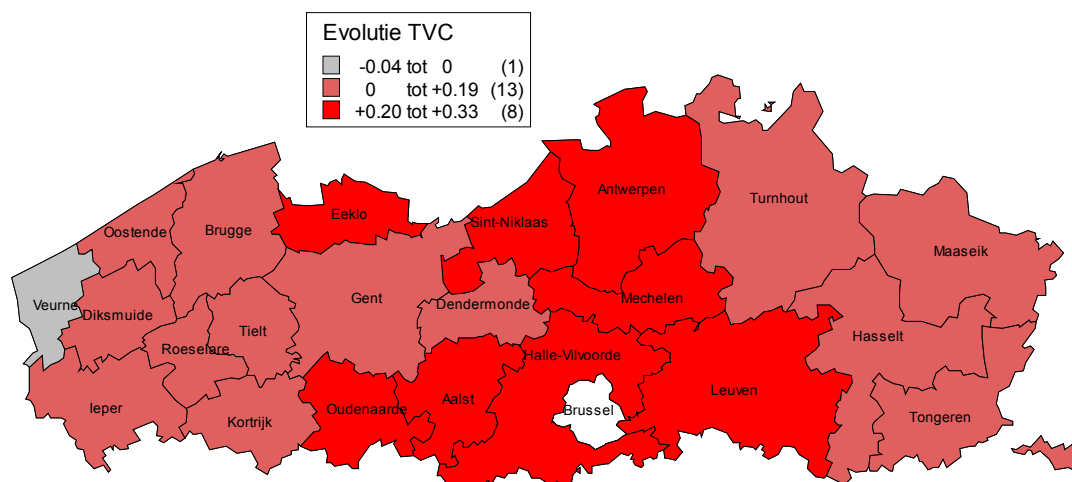 Evolutie TVC
-0.04 tot 0 (1)
0 tot +0.19 (13)
+0.20 tot +0.33 (8)
Antwerpen
Turnhout
Eeklo
Sint-Niklaas
Oostende
Brugge
Maaseik
Veurne
Diksmuide
Gent
Dendermonde
Mechelen
Tielt
Roeselare
Hasselt
Halle-Vilvoorde
Leuven
Ieper
Kortrijk
Oudenaarde
Aalst
Brussel
Tongeren